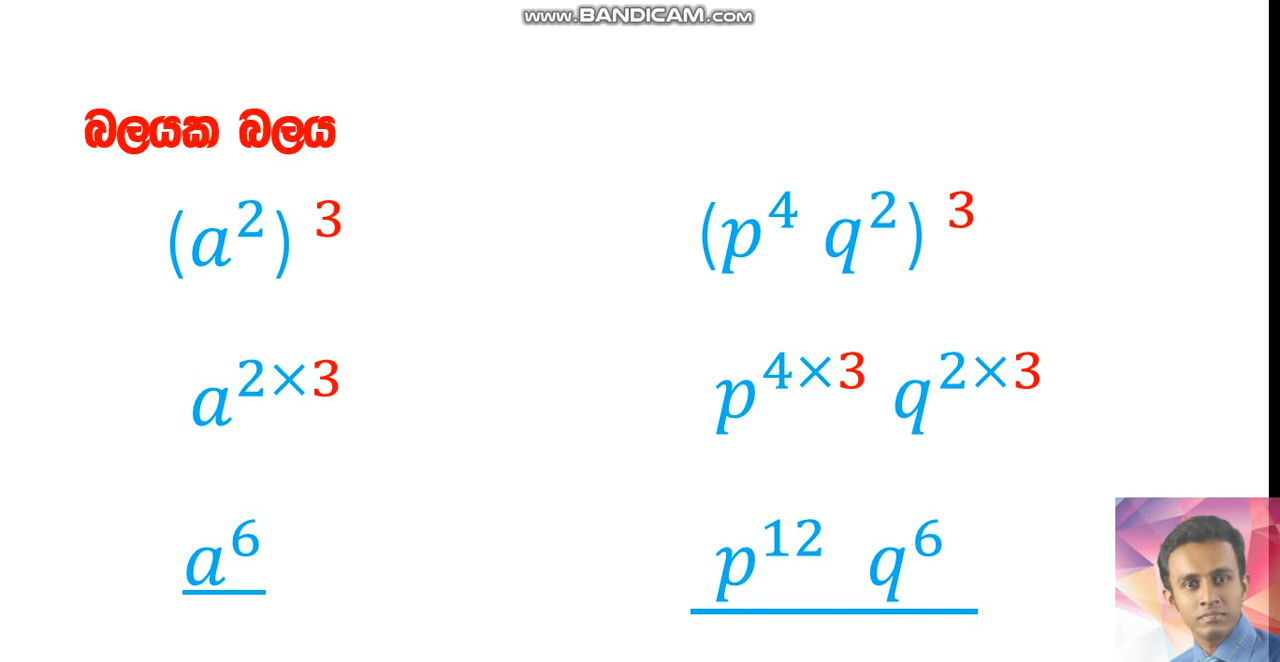 www.BANDICAM.com
බලයක බලය
(a²) ³
(p⁴ q²) ³
a²ˣ³
p⁴ˣ³ q²ˣ³
a⁶
p¹² q⁶